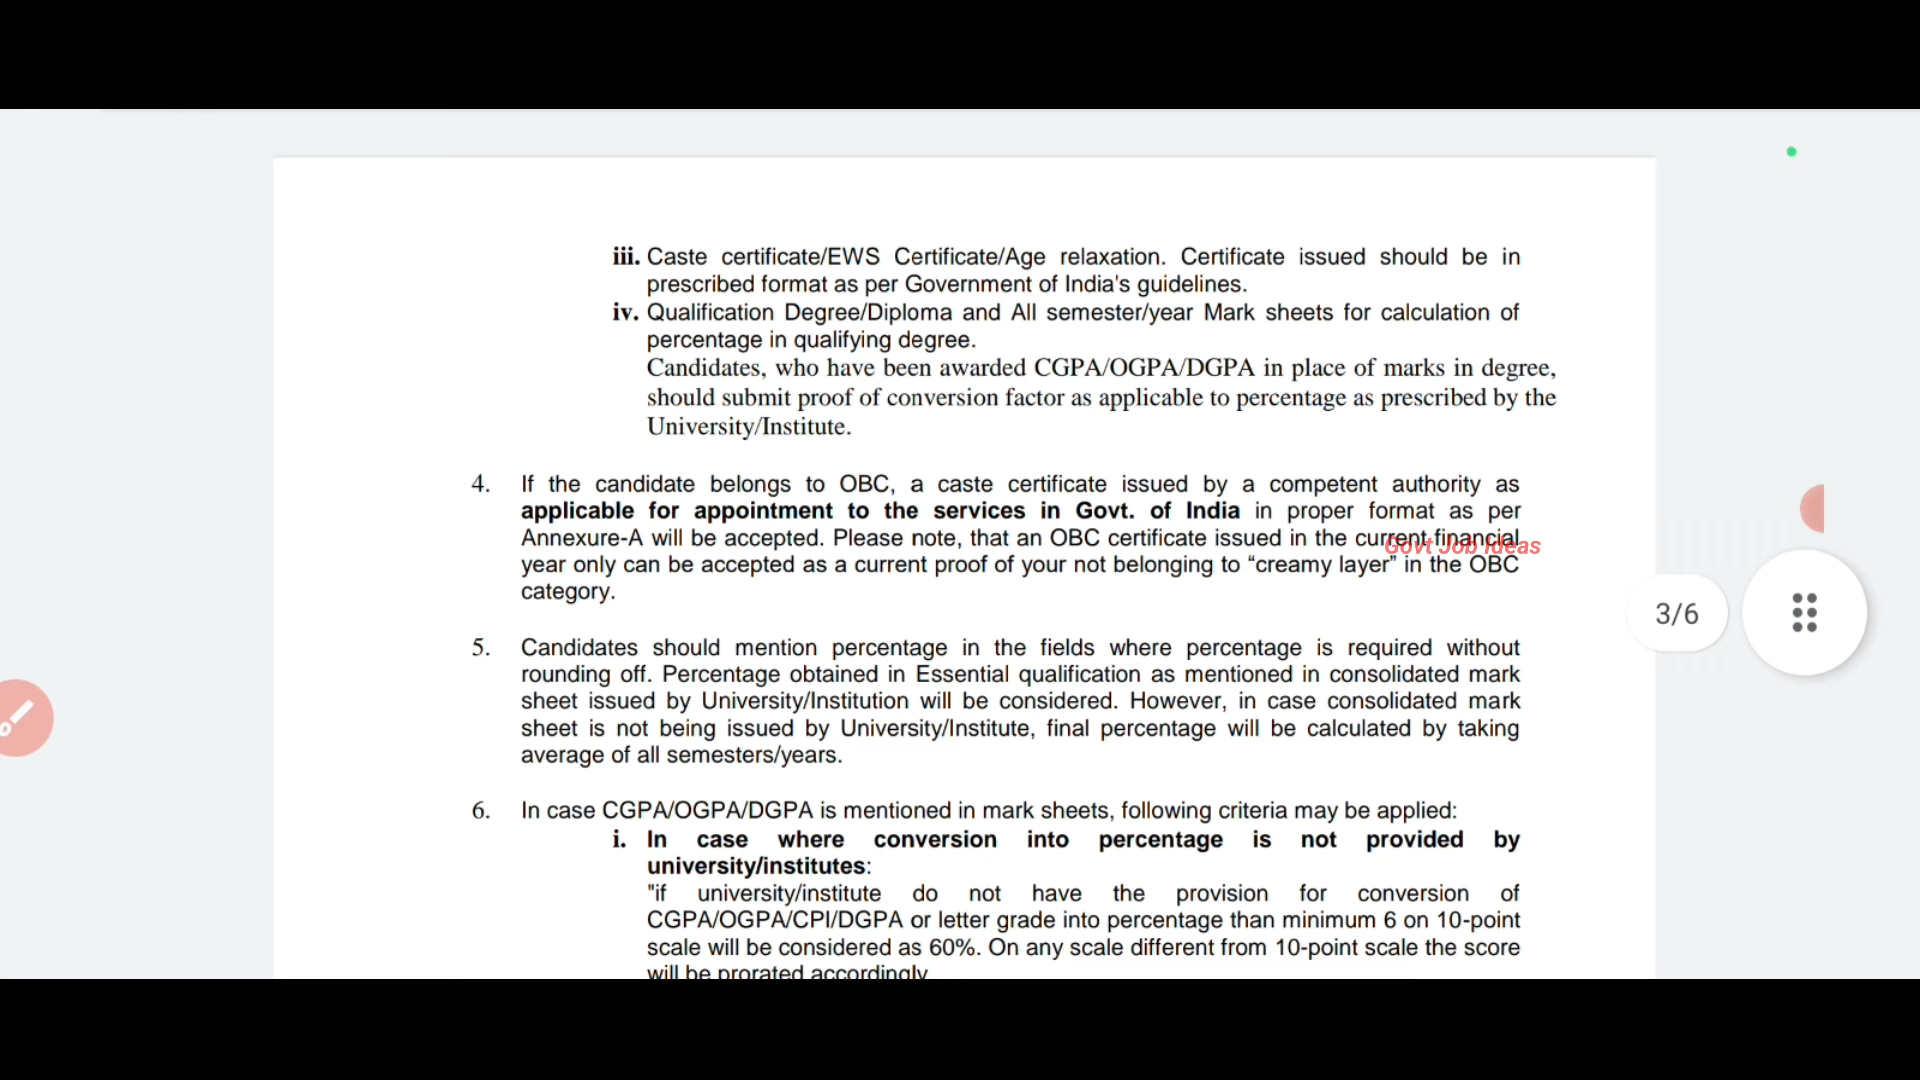 iii. Caste certificate/EWS Certificate/Age relaxation. Certificate issued should be in
prescribed format as per Government of India's guidelines.
iv. Qualification Degree/Diploma and All semester/year Mark sheets for calculation of
percentage in qualifying degree.
Candidates, who have been awarded CGPA/OGPA/DGPA in place of marks in degree,
should submit proof of conversion factor as applicable to percentage as prescribed by the
University/Institute.
4. If the candidate belongs to OBC, a caste certificate issued by a competent authority as
applicable for appointment to the services in Govt. of India in proper format as per
Annexure-A will be accepted. Please note, that an OBC certificate issued in the current financial
Govt Job Ideas
year only can be accepted as a current proof of your not belonging to “creamy layer” in the OBC
category.
3/6
5. Candidates should mention percentage in the fields where percentage is required without
rounding off. Percentage obtained in Essential qualification as mentioned in consolidated mark
sheet issued by University/Institution will be considered. However, in case consolidated mark
sheet is not being issued by University/Institute, final percentage will be calculated by taking
average of all semesters/years.
6. In case CGPA/OGPA/DGPA is mentioned in mark sheets, following criteria may be applied:
i. In case where conversion into percentage is not provided by
university/institutes:
"if university/institute do not have the provision for conversion of
CGPA/OGPA/CPI/DGPA or letter grade into percentage than minimum 6 on 10-point
scale will be considered as 60%. On any scale different from 10-point scale the score
will be prorated accordingly